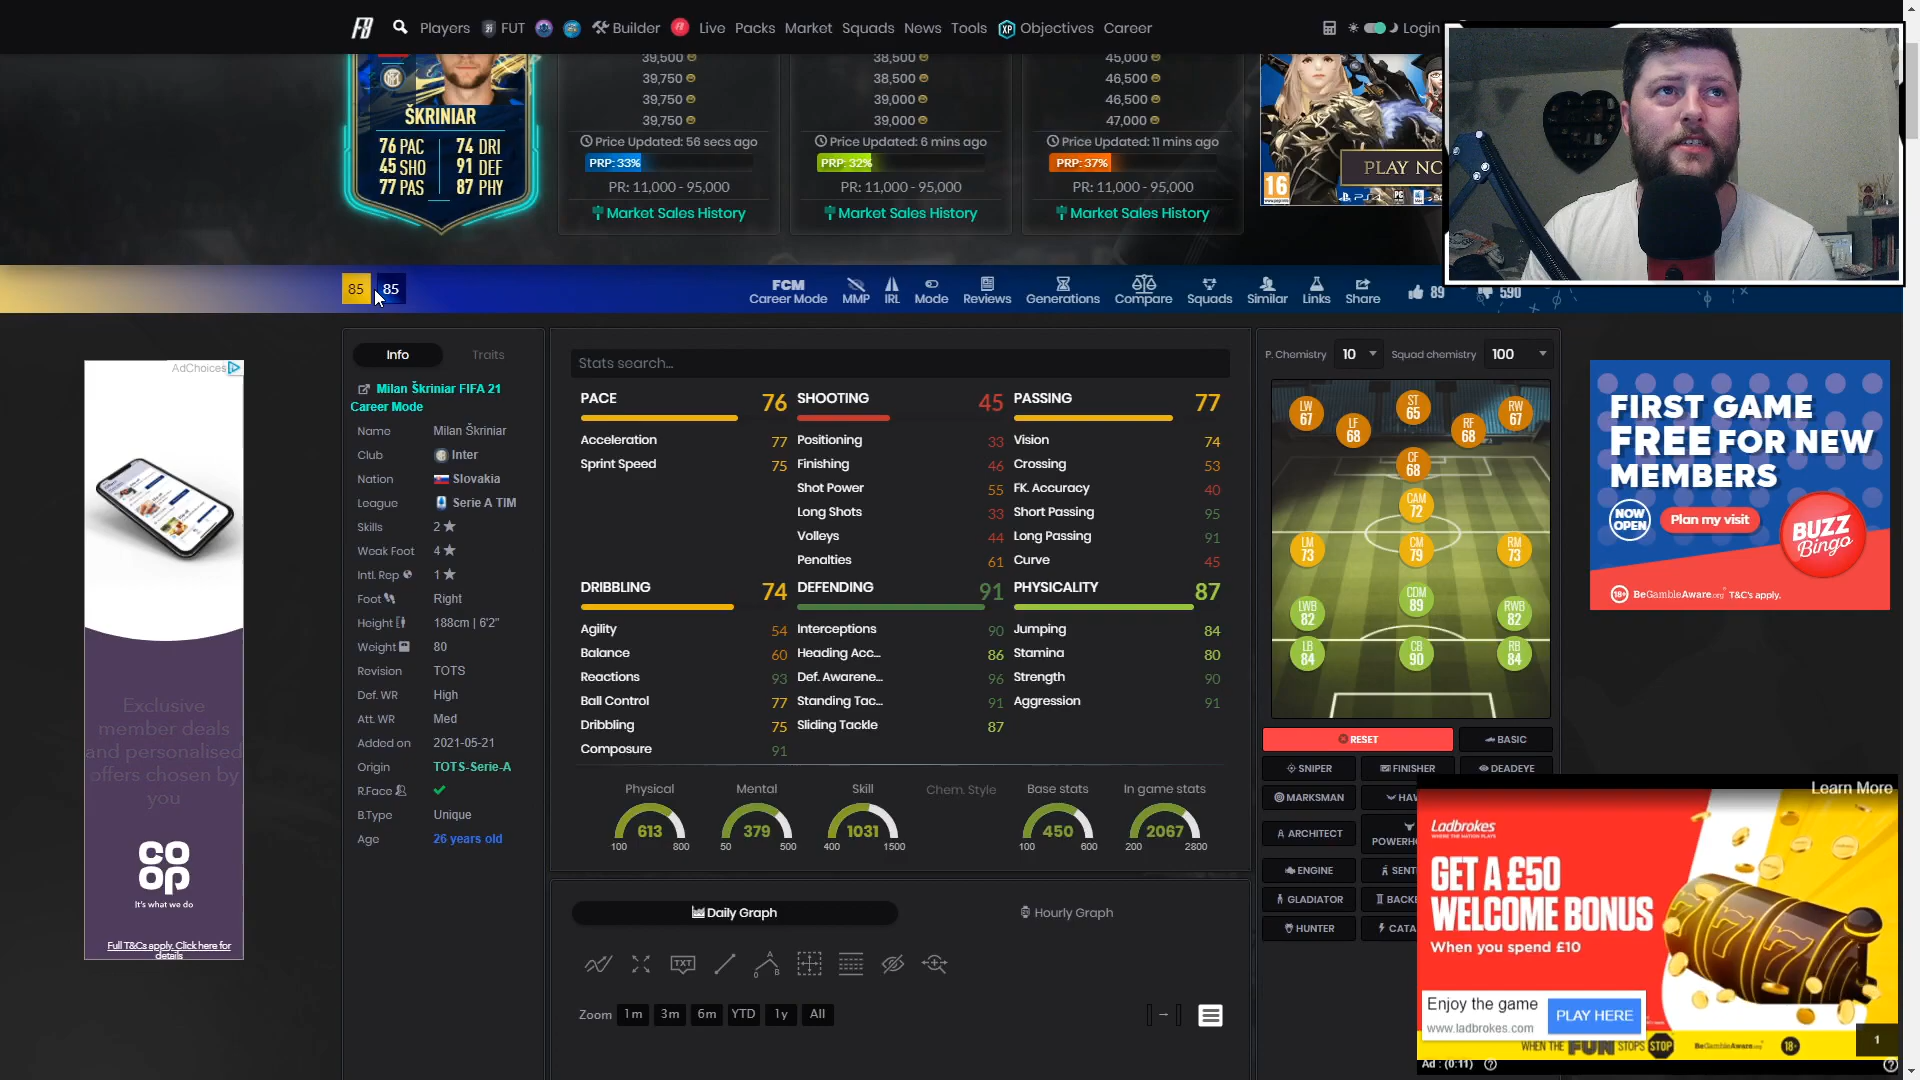 Players
FUT
Builder
Live
Packs
Market
Squads
News
Tools
XP
Objectives
Career
Login
39,500
39,750
39,750
39,750
Price Updated: 56 secs ago
PRP: 33%
PR: 11,000 - 95,000
Market Sales History
38,500
38,500
39,000
39,000
Price Updated: 6 mins ago
PRP: 32%
PR: 11,000 - 95,000
Market Sales History
45,000
46,500
46,500
47,000
Price Updated: 11 mins ago
PRP: 37%
PR: 11,000 - 95,000
Market Sales History
ŠKRINIAR
76 PAC 74 DRI
45 SHO 91 DEF
77 PAS 87 PHY
16
PLAY NO
85 85
FCM
Career Mode
MMP
IRL
Mode
Reviews
Generations
Compare
Squads
Similar
Links
Share
89
590
AdChoices
Exclusive
member deals
and personalised
offers chosen by
you
CO
OP
It's what we do
Full T&Cs apply. Click here for
details
Info
Traits
Milan Škriniar FIFA 21
Career Mode
Name Milan Škriniar
Club Inter
Nation Slovakia
League Serie A TIM
Skills 2
Weak Foot 4
Intl. Rep 1
Foot Right
Height 188cm | 6'2"
Weight 80
Revision TOTS
Def. WR High
Att. WR Med
Added on 2021-05-21
Origin TOTS-Serie-A
R.Face
B.Type Unique
Age 26 years old
Stats search...
PACE 76
Acceleration 77
Sprint Speed 75
SHOOTING 45
Positioning 33
Finishing 46
Shot Power 55
Long Shots 33
Volleys 44
Penalties 61
PASSING 77
Vision 74
Crossing 53
FK. Accuracy 40
Short Passing 95
Long Passing 91
Curve 45
DRIBBLING 74
Agility 54
Balance 60
Reactions 93
Ball Control 77
Dribbling 75
Composure 91
DEFENDING 91
Interceptions 90
Heading Acc... 86
Def. Awarene... 96
Standing Tac... 91
Sliding Tackle 87
PHYSICALITY 87
Jumping 84
Stamina 80
Strength 90
Aggression 91
Physical
613
100 800
Mental
379
50 500
Skill
1031
400 1500
Chem. Style
Base stats
450
100 600
In game stats
2067
200 2800
Daily Graph
Hourly Graph
TXT
Zoom 1m 3m 6m YTD 1y All
→
P. Chemistry 10
Squad chemistry 100
LW
67
LF
68
ST
65
RF
68
RW
67
CF
68
CAM
72
LM
73
CM
79
RM
73
LWB
82
CDM
89
RWB
82
LB
84
CB
90
RB
84
RESET
BASIC
SNIPER
FINISHER
DEADEYE
MARKSMAN
HAW
ARCHITECT
POWERH
ENGINE
SENT
GLADIATOR
BACKB
HUNTER
CATA
FIRST GAME
FREE FOR NEW
MEMBERS
NOW
OPEN
Plan my visit
BUZZ
Bingo
18+ BeGambleAware.org T&C's apply.
Learn More
Ladbrokes
GET A £50
WELCOME BONUS
When you spend £10
777
Enjoy the game
www.ladbrokes.com
PLAY HERE
WHEN THE FUN STOPS STOP
BeGambleAware.org
18+
1
Ad : (0:11)